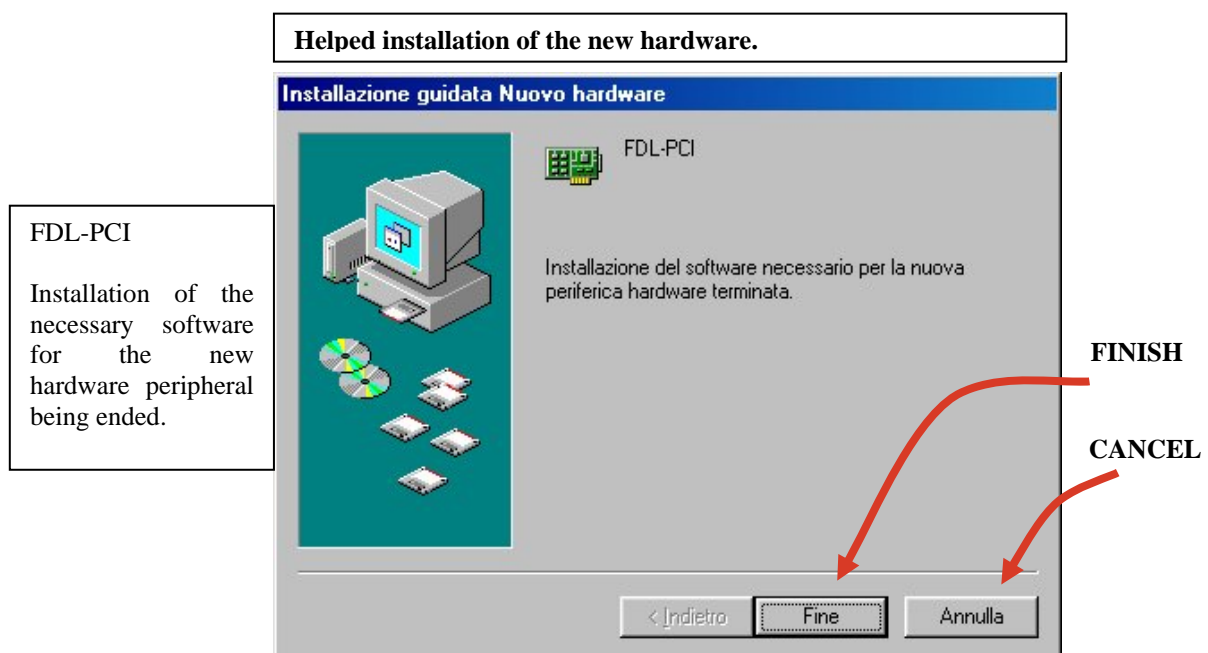 Helped installation of the new hardware.
Installazione guidata Nuovo hardware
FDL-PCI
Installazione del software necessario per la nuova
periferica hardware terminata.
FDL-PCI
Installation of the
necessary software
for the new
hardware peripheral
being ended.
FINISH
CANCEL
< Indietro
Fine
Annulla